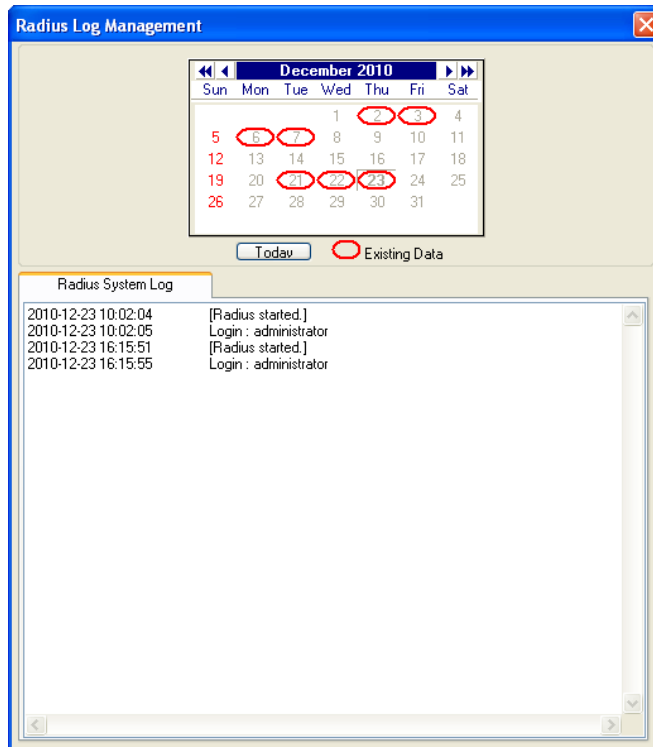 Radius Log Management
December 2010
Sun Mon Tue Wed Thu Fri Sat
1 2 3 4
5 6 7 8 9 10 11
12 13 14 15 16 17 18
19 20 21 22 23 24 25
26 27 28 29 30 31
Today Existing Data
Radius System Log
2010-12-23 10:02:04 [Radius started.]
2010-12-23 10:02:05 Login : administrator
2010-12-23 16:15:51 [Radius started.]
2010-12-23 16:15:55 Login : administrator